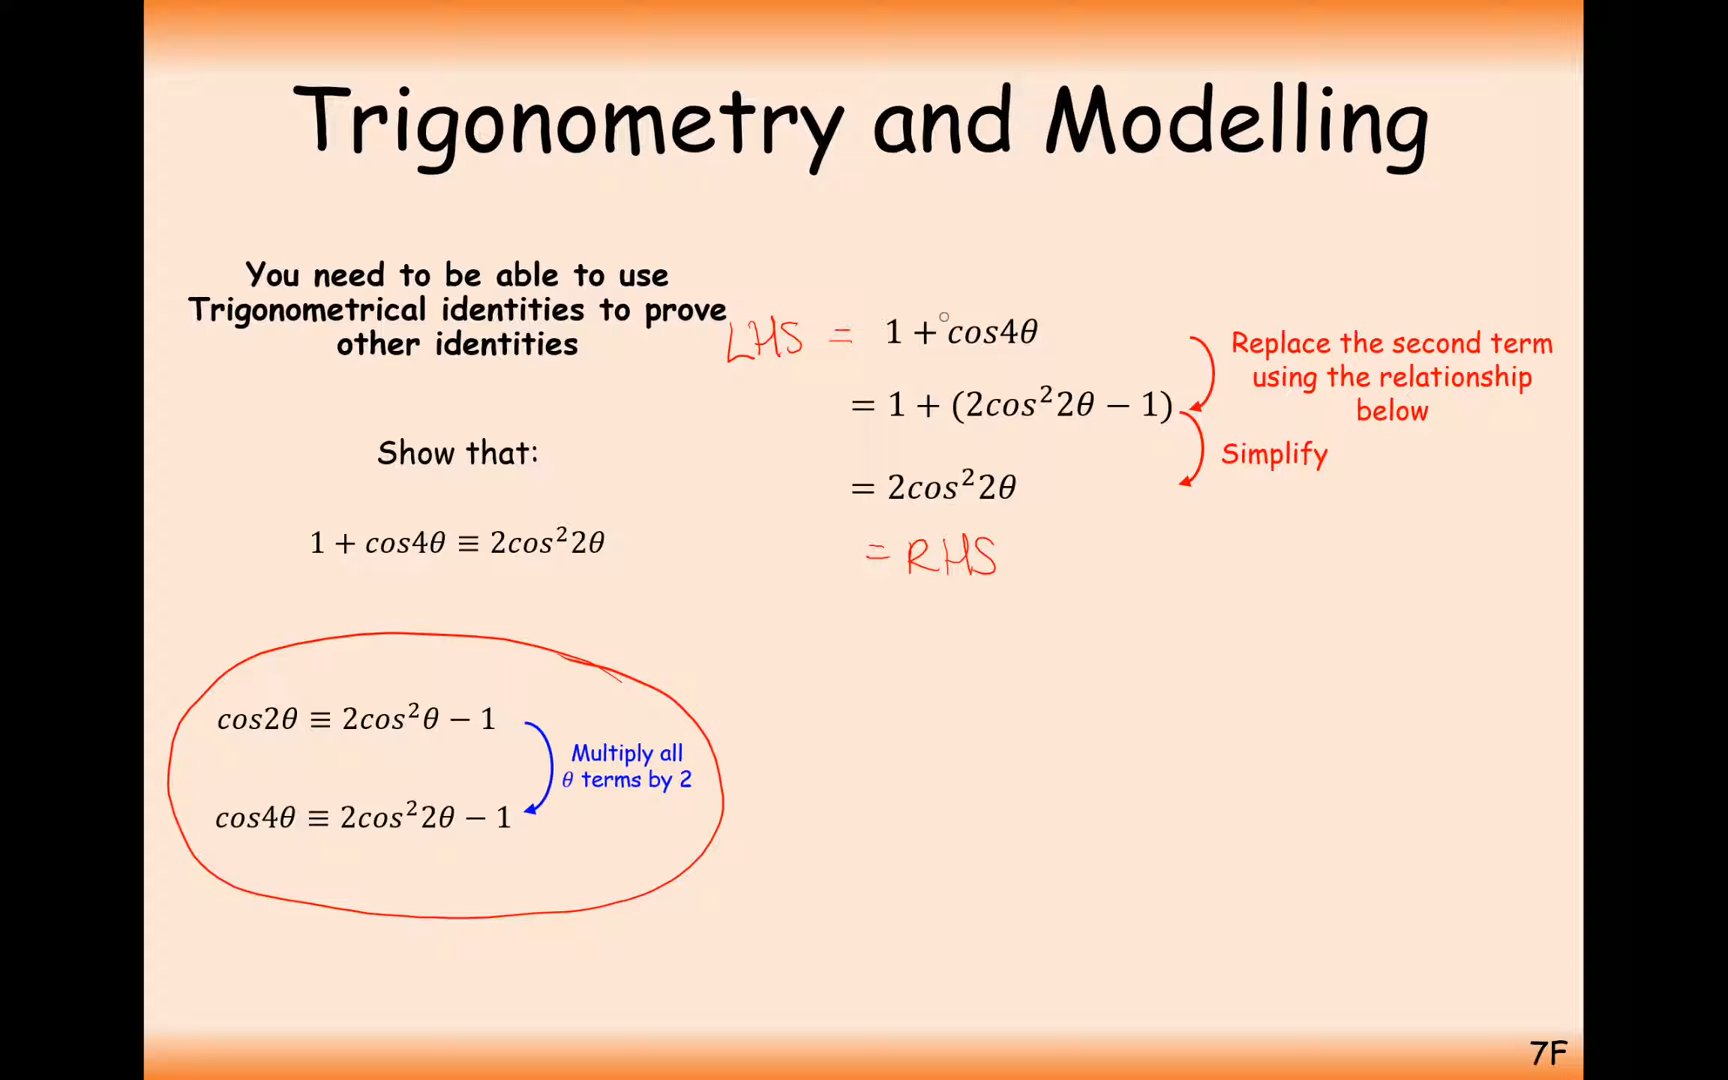 Trigonometry and Modelling
You need to be able to use
Trigonometrical identities to prove
other identities
Show that:
1 + cos4θ ≡ 2cos²2θ
cos2θ ≡ 2cos²θ − 1
Multiply all
θ terms by 2
cos4θ ≡ 2cos²2θ − 1
LHS = 1 + cos4θ
= 1 + (2cos²2θ − 1)
= 2cos²2θ
= RHS
Replace the second term
using the relationship
below
Simplify
7F